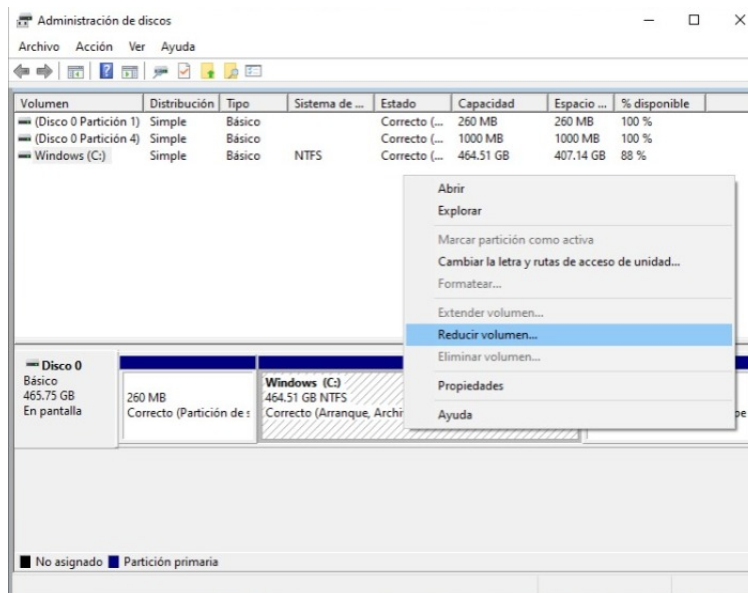 Administración de discos
Archivo Acción Ver Ayuda
Volumen Distribución Tipo Sistema de ... Estado Capacidad Espacio ... % disponible
(Disco 0 Partición 1) Simple Básico Correcto (... 260 MB 260 MB 100 %
(Disco 0 Partición 4) Simple Básico Correcto (... 1000 MB 1000 MB 100 %
Windows (C:) Simple Básico NTFS Correcto (... 464.51 GB 407.14 GB 88 %
Abrir
Explorar
Marcar partición como activa
Cambiar la letra y rutas de acceso de unidad...
Formatear...
Extender volumen...
Reducir volumen...
Eliminar volumen...
Propiedades
Ayuda
Disco 0
Básico
465.75 GB
En pantalla
260 MB
Correcto (Partición de s
Windows (C:)
464.51 GB NTFS
Correcto (Arranque, Archi
No asignado Partición primaria